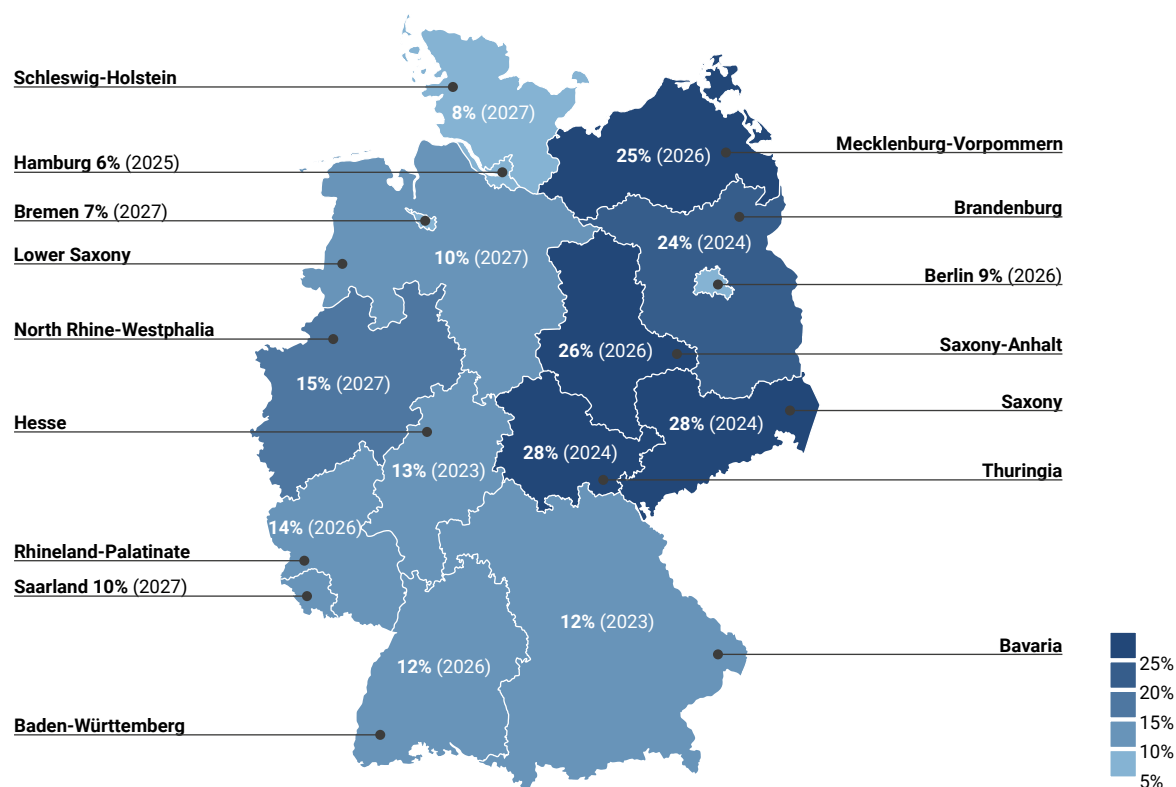 Schleswig-Holstein
8% (2027)
Mecklenburg-Vorpommern
25% (2026)
Hamburg 6% (2025)
Bremen 7% (2027)
Brandenburg
24% (2024)
Lower Saxony
10% (2027)
Berlin 9% (2026)
North Rhine-Westphalia
15% (2027)
Saxony-Anhalt
26% (2026)
Saxony
28% (2024)
Hesse
13% (2023)
Thuringia
28% (2024)
14% (2026)
Rhineland-Palatinate
Saarland 10% (2027)
12% (2023)
Bavaria
12% (2026)
Baden-Württemberg
25%
20%
15%
10%
5%